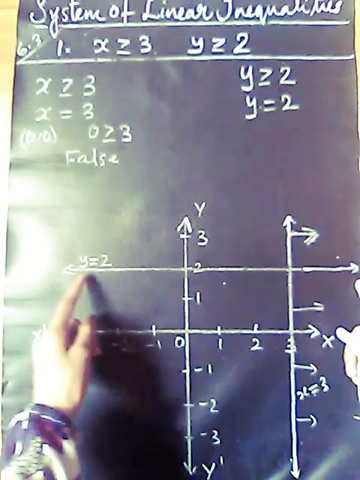 System of Linear Inequalities
6.3 1. x ≥ 3 y ≥ 2
x ≥ 3 y ≥ 2
x = 3 y = 2
(0,0) 0 ≥ 3
False
Y
3
y=2 2
1
X' -1 0 1 2 3 X
-1
x=3
-2
-3
Y'